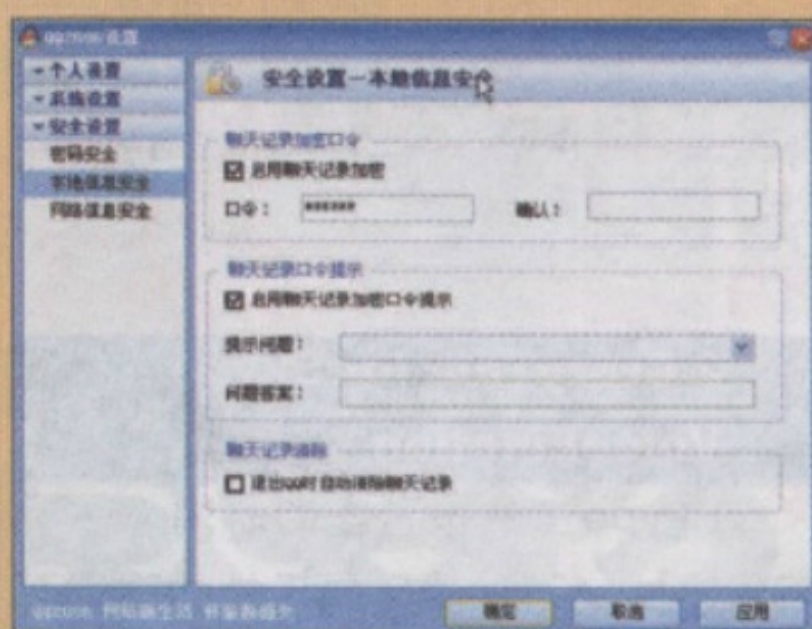 设置
个人设置
系统设置
安全设置
密码安全
本地信息安全
网络信息安全
安全设置－本地信息安全
聊天记录加密口令
启用聊天记录加密
口令：
******
确认：
聊天记录口令提示
启用聊天记录加密口令提示
提示问题：
问题答案：
聊天记录清除
退出QQ时自动清除聊天记录
确定
取消
应用